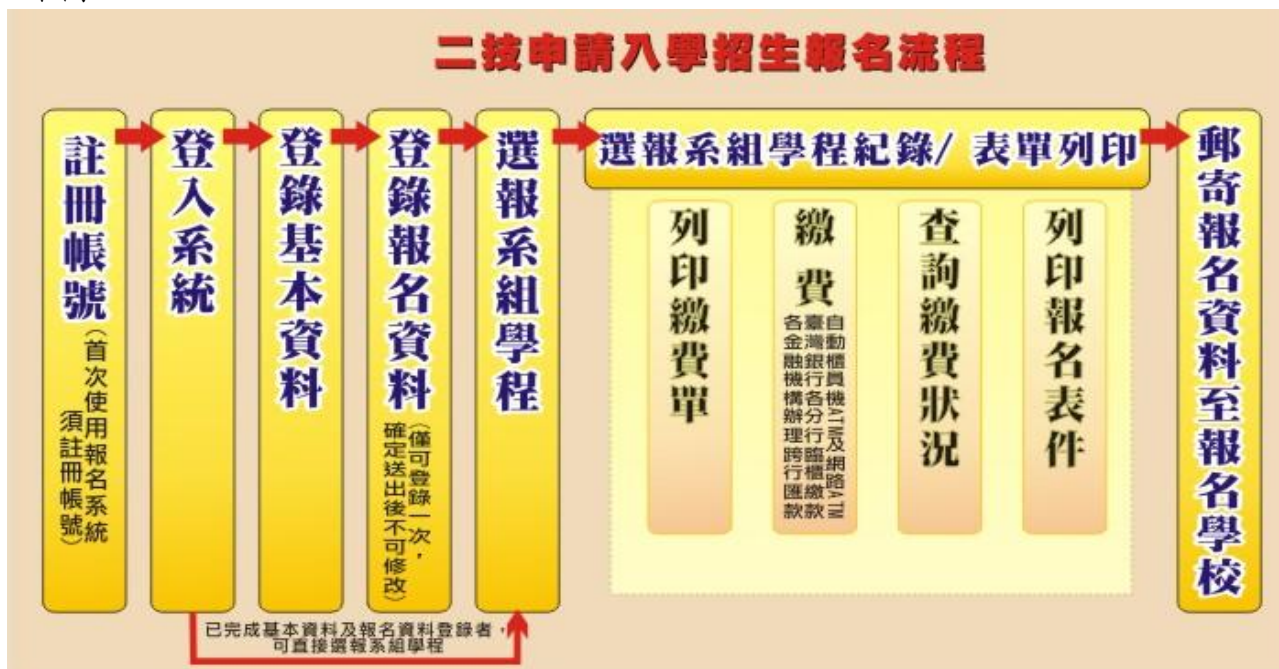 二技申請入學招生報名流程
註冊帳號
(首次使用報名系統
須註冊帳號)
登入系統
登錄基本資料
登錄報名資料
(僅可登錄一次，
確定送出後不可修改)
選報系組學程
選報系組學程紀錄/ 表單列印
列印繳費單
繳 費
自動櫃員機ATM及網路ATM
臺灣銀行各分行臨櫃繳款
各金融機構辦理跨行匯款
查詢繳費狀況
列印報名表件
郵寄報名資料至報名學校
已完成基本資料及報名資料登錄者，
可直接選報系組學程